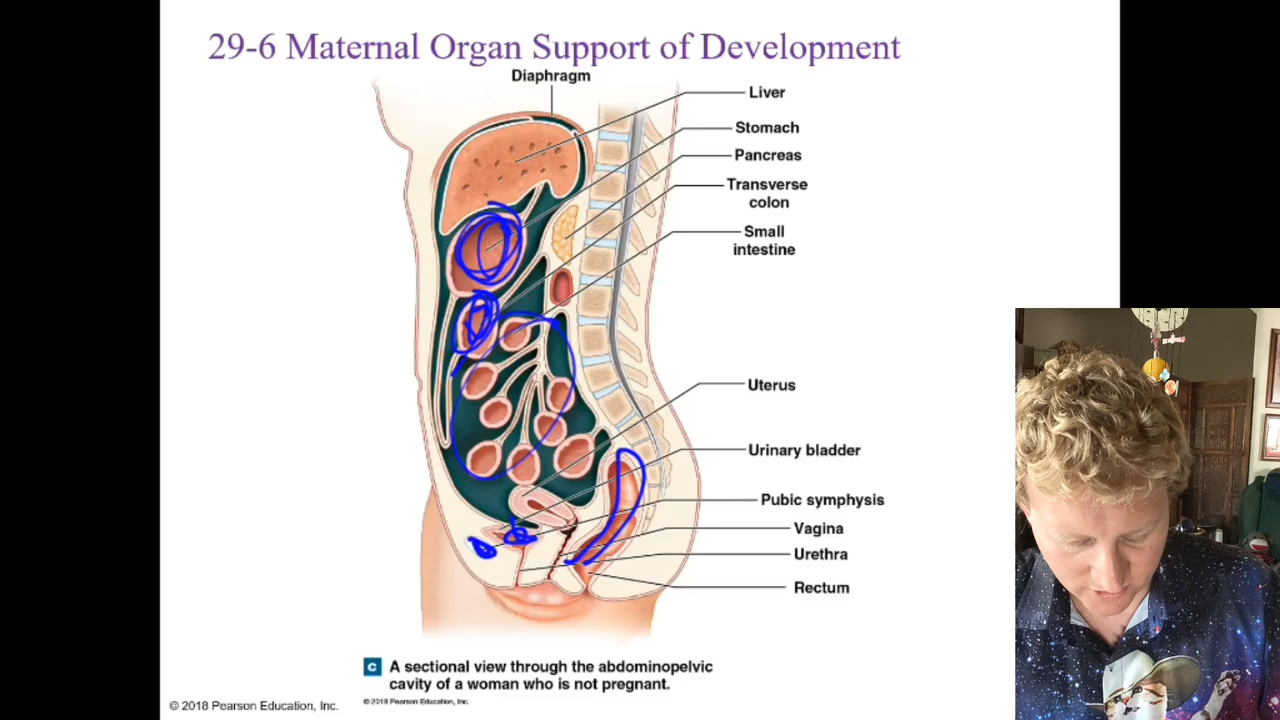 29-6 Maternal Organ Support of Development
Diaphragm
Liver
Stomach
Pancreas
Transverse
colon
Small
intestine
Uterus
Urinary bladder
Pubic symphysis
Vagina
Urethra
Rectum
C A sectional view through the abdominopelvic
cavity of a woman who is not pregnant.
© 2018 Pearson Education, Inc.
© 2018 Pearson Education, Inc.